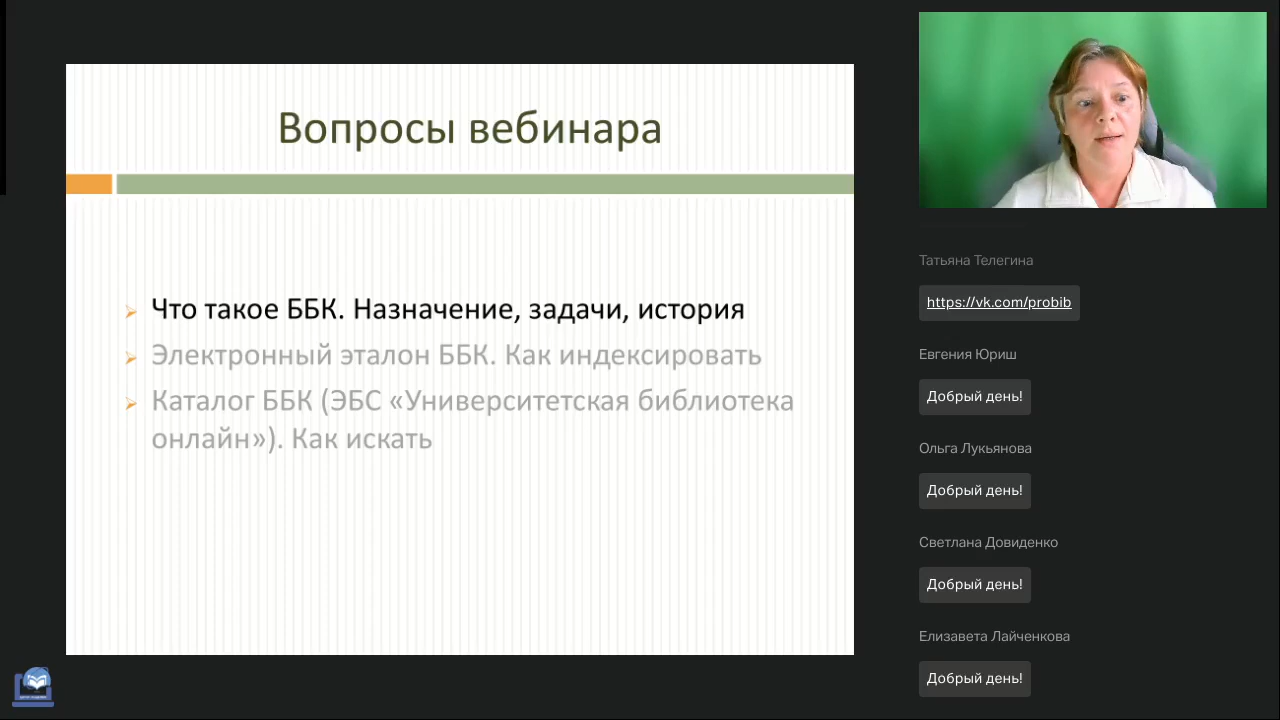 Вопросы вебинара
Что такое ББК. Назначение, задачи, история
Электронный эталон ББК. Как индексировать
Каталог ББК (ЭБС «Университетская библиотека
онлайн»). Как искать
Татьяна Телегина
https://vk.com/probib
Евгения Юриш
Добрый день!
Ольга Лукьянова
Добрый день!
Светлана Довиденко
Добрый день!
Елизавета Лайченкова
Добрый день!